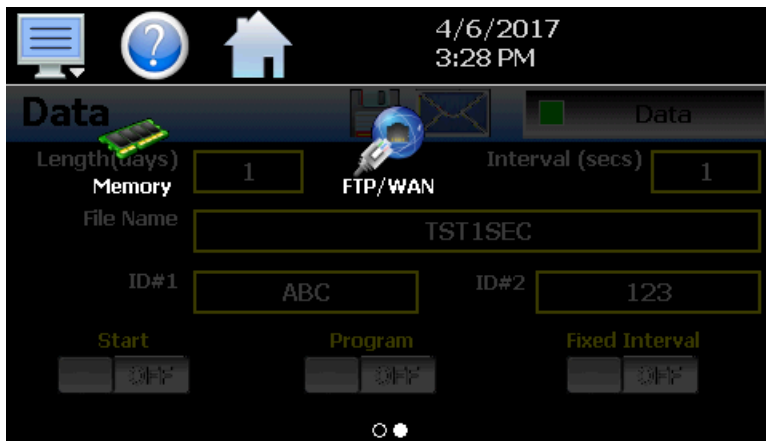 4/6/2017
3:28 PM
Data
Data
Length(days)
1
Interval (secs)
1
Memory
FTP/WAN
File Name
TST1SEC
ID#1
ABC
ID#2
123
Start
Program
Fixed Interval
OFF
OFF
OFF